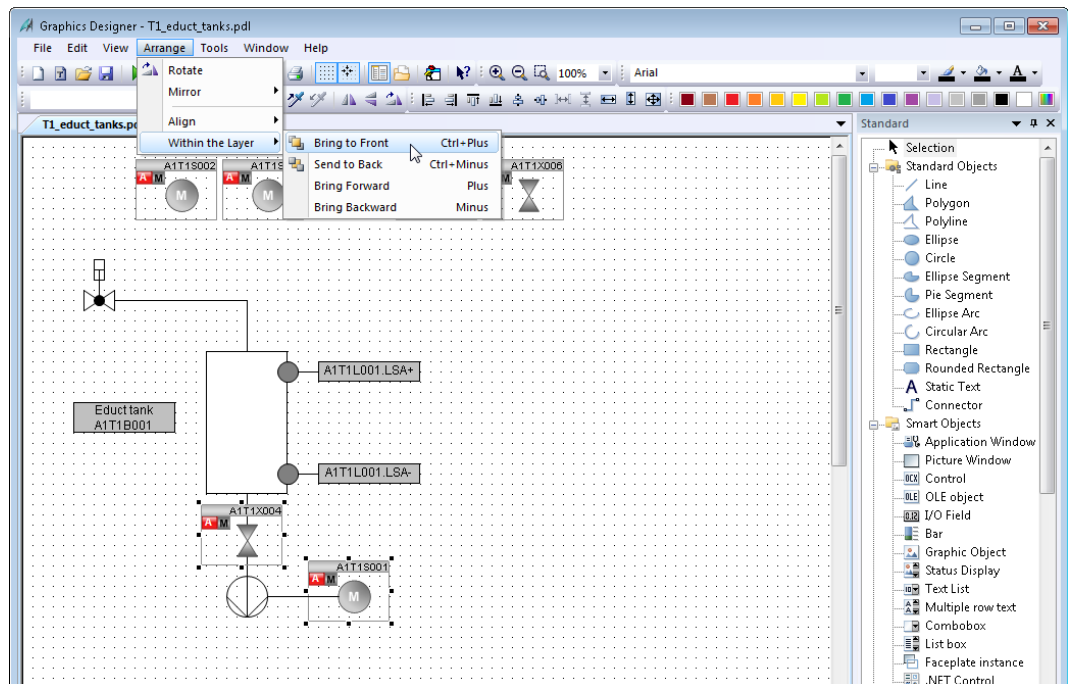 Graphics Designer - T1_educt_tanks.pdl
File Edit View Arrange Tools Window Help
100% Arial
Rotate
Mirror
Align
Within the Layer
Bring to Front Ctrl+Plus
Send to Back Ctrl+Minus
Bring Forward Plus
Bring Backward Minus
T1_educt_tanks.pd
A1T1S002 A1T1S A1T1X006
A M A M M
M M
A1T1L001.LSA+
Educt tank
A1T1B001
A1T1L001.LSA-
A1T1X004
A M
A1T1S001
A M
M
Standard
Selection
Standard Objects
Line
Polygon
Polyline
Ellipse
Circle
Ellipse Segment
Pie Segment
Ellipse Arc
Circular Arc
Rectangle
Rounded Rectangle
A Static Text
Connector
Smart Objects
Application Window
Picture Window
OCX Control
OLE OLE object
0.12 I/O Field
Bar
Graphic Object
Status Display
Text List
Multiple row text
Combobox
List box
Faceplate instance
.NET Control